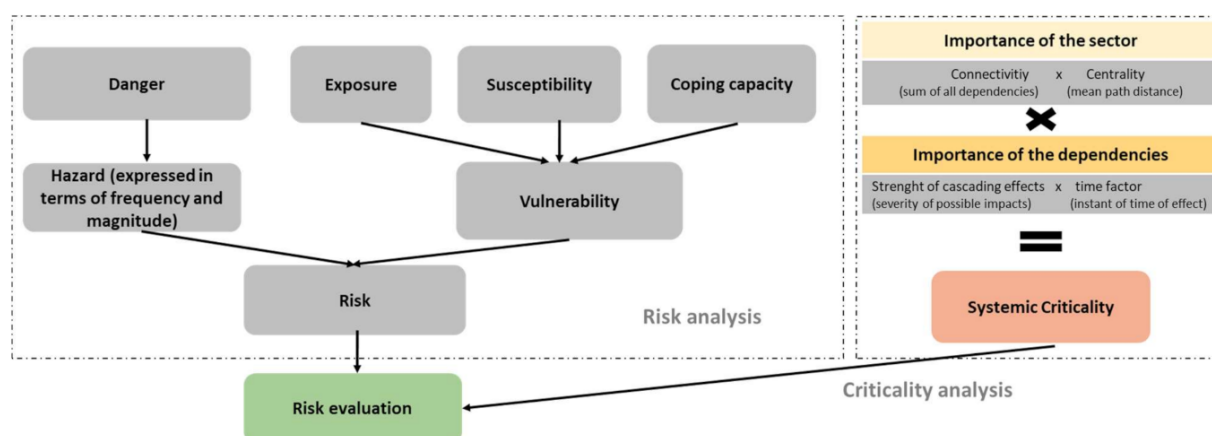 Danger
Exposure
Susceptibility
Coping capacity
Hazard (expressed in
terms of frequency and
magnitude)
Vulnerability
Risk
Risk analysis
Risk evaluation
Importance of the sector
Connectivitiy x Centrality
(sum of all dependencies) (mean path distance)
Importance of the dependencies
Strenght of cascading effects x time factor
(severity of possible impacts) (instant of time of effect)
Systemic Criticality
Criticality analysis